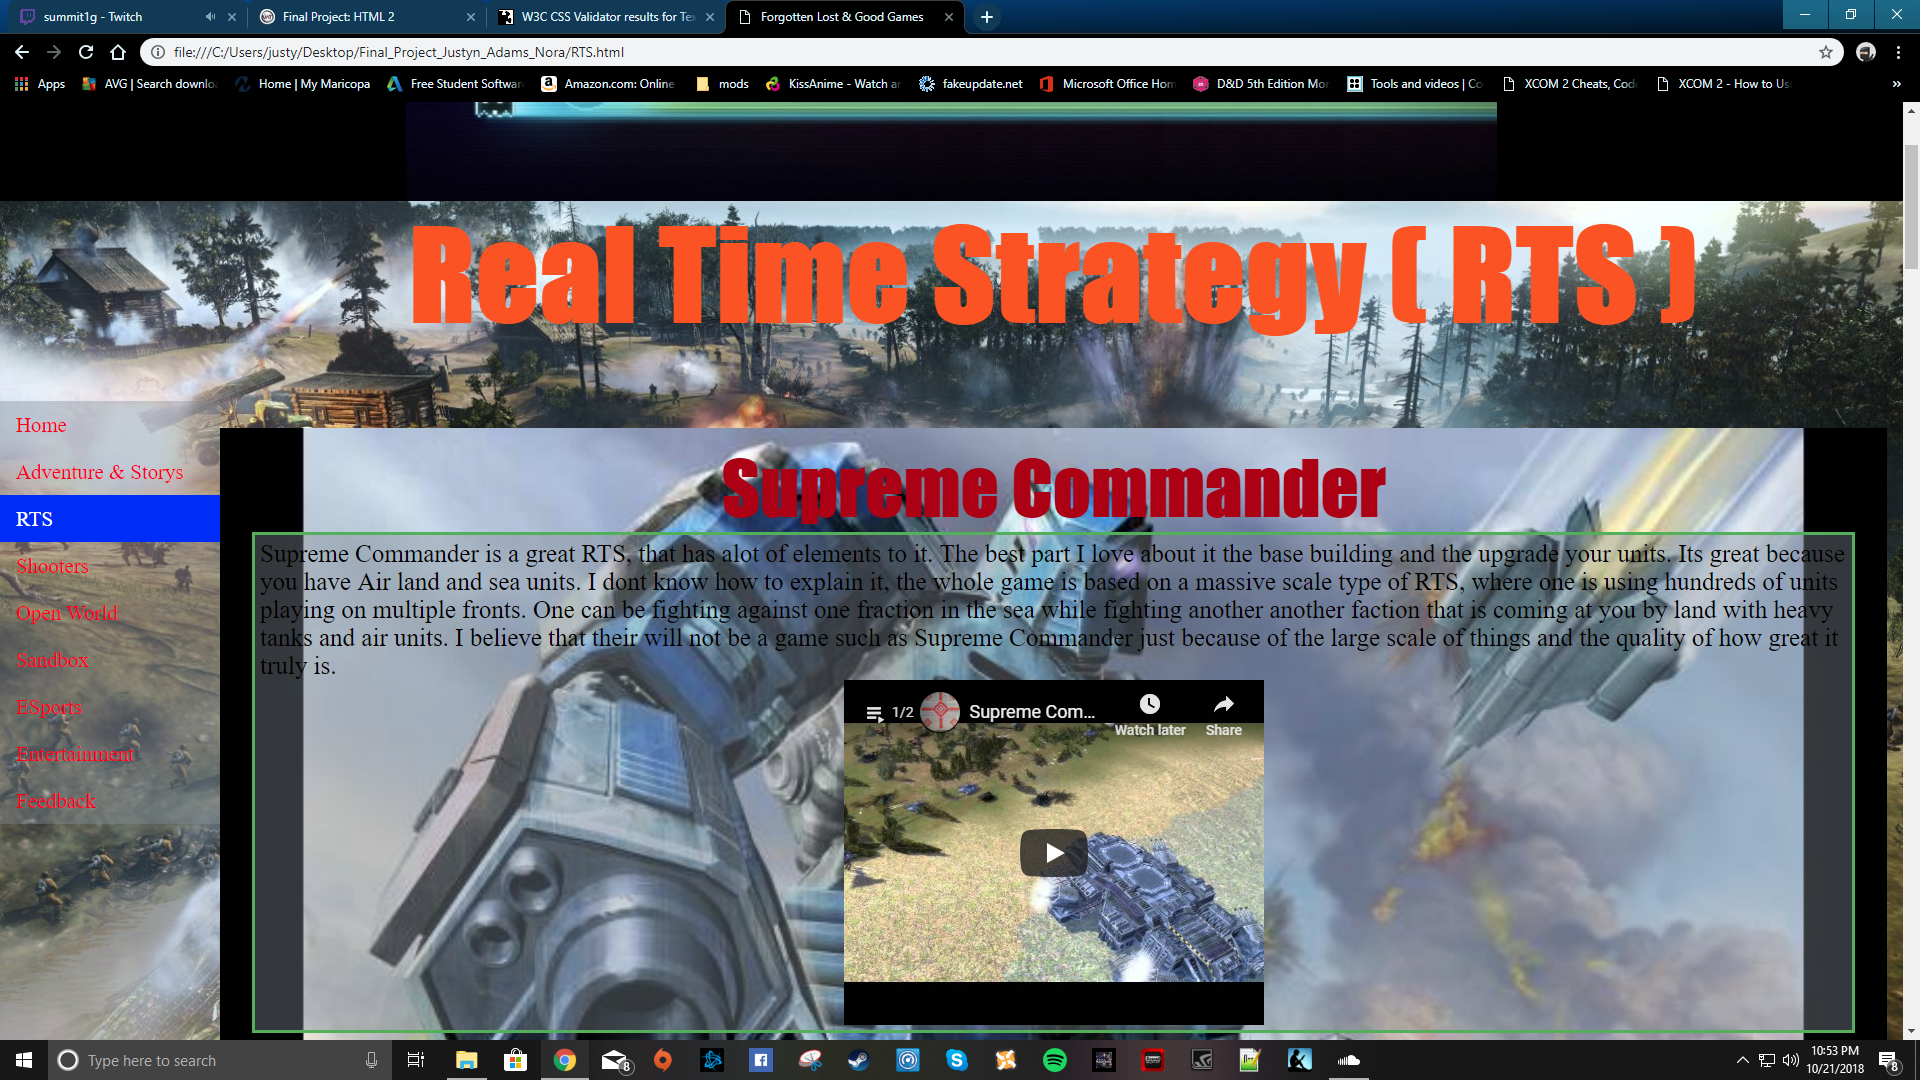 summit1g - Twitch
Final Project: HTML 2
W3C CSS Validator results for Te
Forgotten Lost & Good Games
file:///C:/Users/justy/Desktop/Final_Project_Justyn_Adams_Nora/RTS.html
Apps
AVG | Search downlo
Home | My Maricopa
Free Student Softwar
Amazon.com: Online
mods
KissAnime - Watch a
fakeupdate.net
Microsoft Office Hom
D&D 5th Edition Mo
Tools and videos | Co
XCOM 2 Cheats, Cod
XCOM 2 - How to Us
»
Real Time Strategy ( RTS )
Home
Adventure & Storys
RTS
Shooters
Open World
Sandbox
ESports
Entertainment
Feedback
Supreme Commander
Supreme Commander is a great RTS, that has alot of elements to it. The best part I love about it the base building and the upgrade your units. Its great because
you have Air land and sea units. I dont know how to explain it, the whole game is based on a massive scale type of RTS, where one is using hundreds of units
playing on multiple fronts. One can be fighting against one fraction in the sea while fighting another another faction that is coming at you by land with heavy
tanks and air units. I believe that their will not be a game such as Supreme Commander just because of the large scale of things and the quality of how great it
truly is.
1/2
Supreme Com...
Watch later
Share
Type here to search
8
10:53 PM
10/21/2018
8